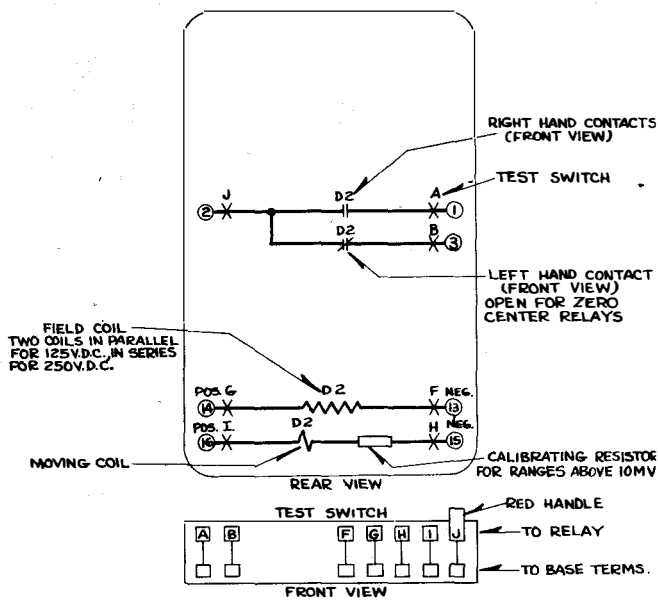 RIGHT HAND CONTACTS
(FRONT VIEW)
TEST SWITCH
J
D2
A
2
1
D2
B
3
LEFT HAND CONTACT
(FRONT VIEW)
OPEN FOR ZERO
CENTER RELAYS
FIELD COIL
TWO COILS IN PARALLEL
FOR 125V.D.C. IN SERIES
FOR 250V.D.C.
D2
POS. G
F NEG.
14
13
POS. I.
D2
H NEG.
16
15
MOVING COIL
CALIBRATING RESISTOR
FOR RANGES ABOVE 10MV
REAR VIEW
RED HANDLE
TEST SWITCH
A B F G H I J
TO RELAY
TO BASE TERMS.
FRONT VIEW